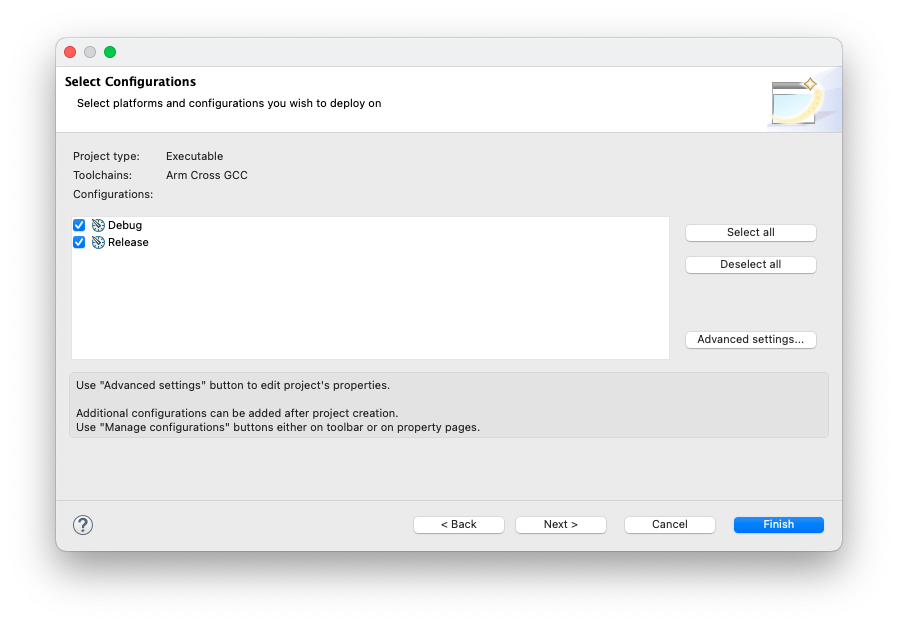 Select Configurations
Select platforms and configurations you wish to deploy on
Project type: Executable
Toolchains: Arm Cross GCC
Configurations:
Debug
Release
Select all
Deselect all
Advanced settings...
Use "Advanced settings" button to edit project's properties.
Additional configurations can be added after project creation.
Use "Manage configurations" buttons either on toolbar or on property pages.
?
< Back
Next >
Cancel
Finish